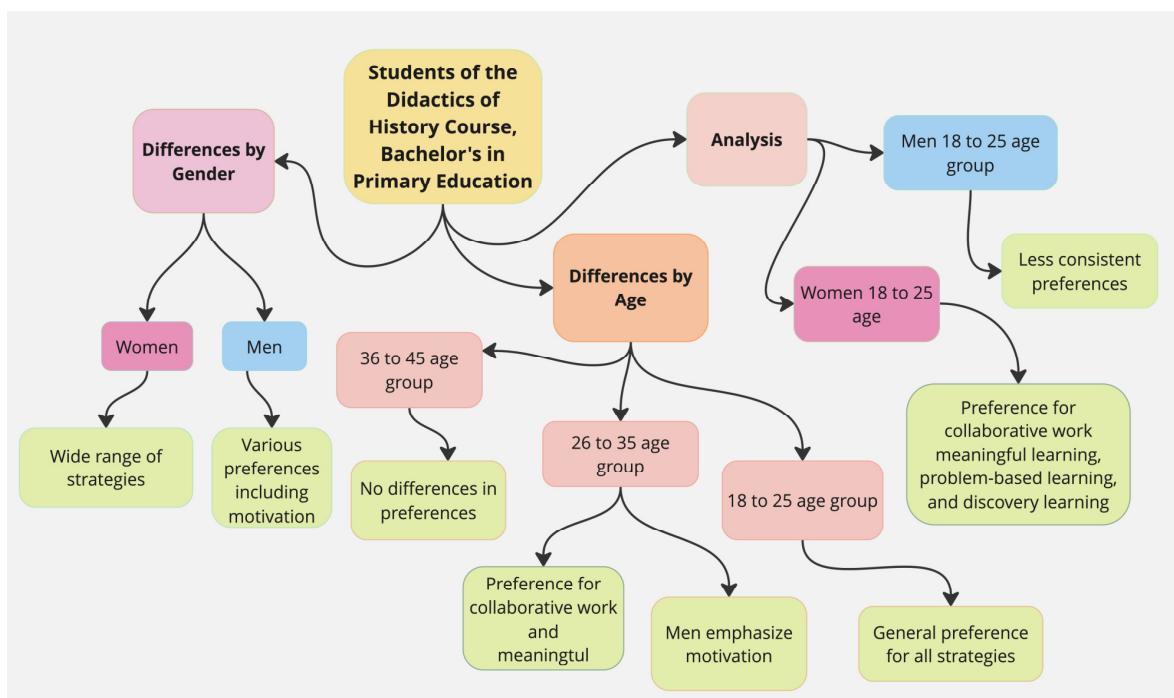 Students of the
Didactics of
History Course,
Bachelor's in
Primary Education
Differences by
Gender
Analysis
Men 18 to 25 age
group
Less consistent
preferences
Differences by
Age
Women 18 to 25
age
Women
Men
36 to 45 age
group
Preference for
collaborative work
meaningful learning,
problem-based learning,
and discovery learning
Wide range of
strategies
Various
preferences
including
motivation
26 to 35 age
group
No differences in
preferences
18 to 25 age group
Preference for
collaborative work
and
meaningtul
Men emphasize
motivation
General preference
for all strategies